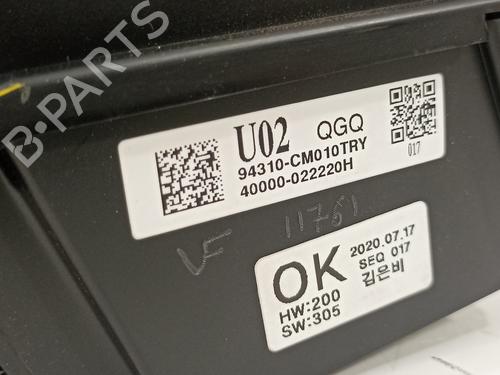 B-PARTS
U02 QGQ
94310-CM010TRY
40000-022220H
017
VF 11761
OK 2020.07.17
SEQ 017
김은비
HW:200
SW:305